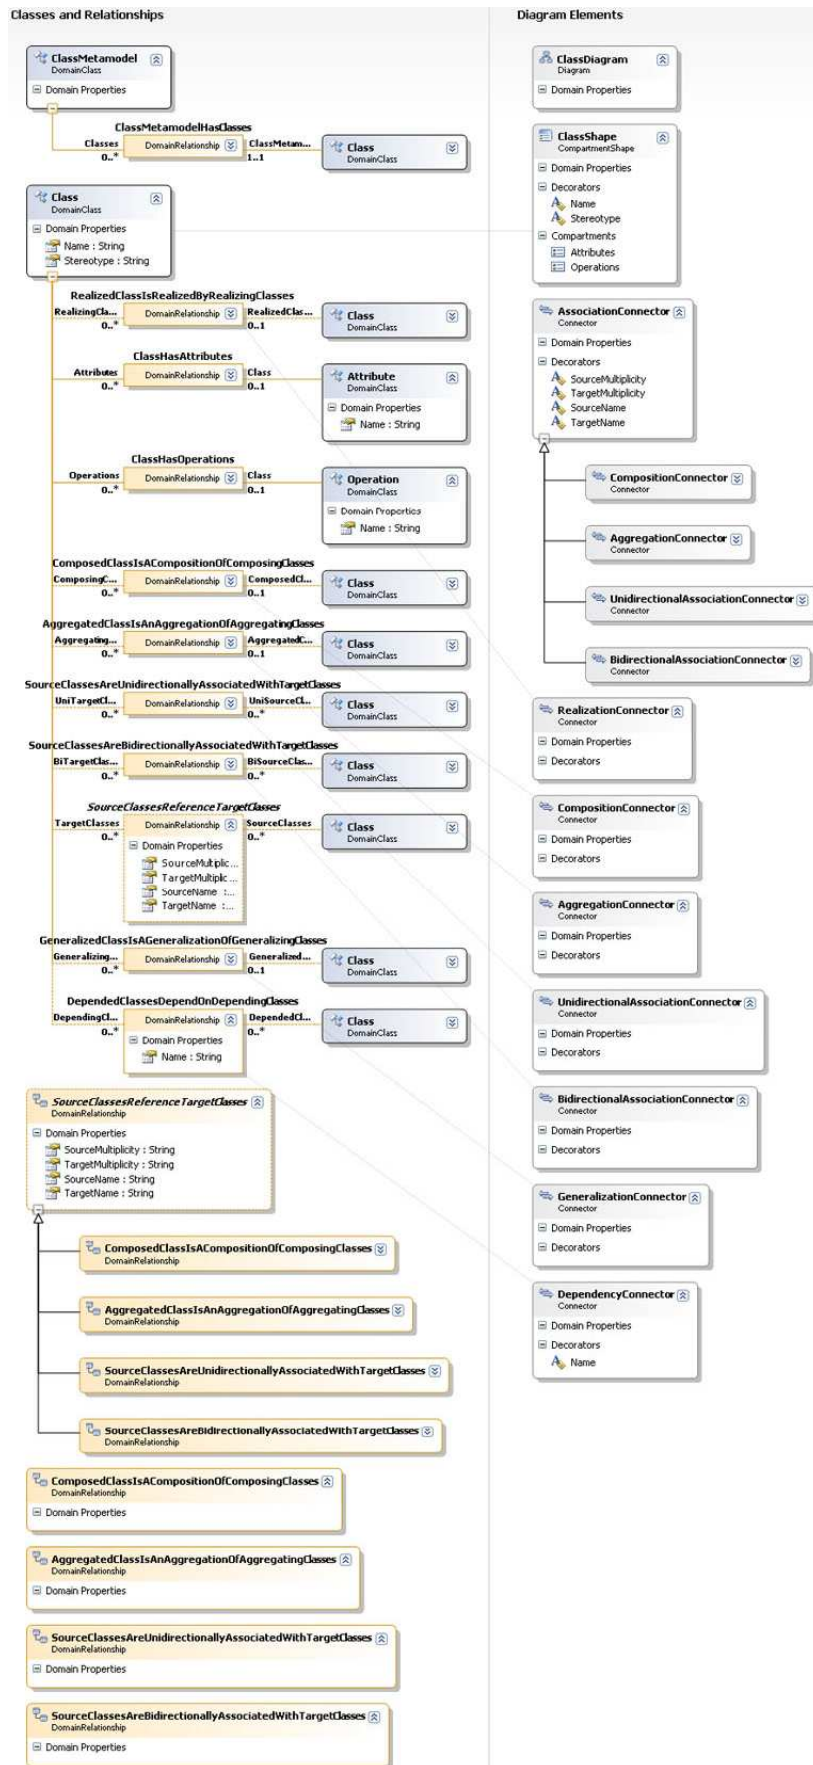 Classes and Relationships
ClassMetamodel
DomainClass
Domain Properties
ClassMetamodelHasClasses
Classes
0..*
DomainRelationship
ClassMetam...
1..1
Class
DomainClass
Class
DomainClass
Domain Properties
Name : String
Stereotype : String
RealizedClassIsRealizedByRealizingClasses
RealizingCla...
0..*
DomainRelationship
RealizedClas...
0..1
Class
DomainClass
ClassHasAttributes
Attributes
0..*
DomainRelationship
Class
0..1
Attribute
DomainClass
Domain Properties
Name : String
ClassHasOperations
Operations
0..*
DomainRelationship
Class
0..1
Operation
DomainClass
Domain Properties
Name : String
ComposedClassIsACompositionOfComposingClasses
ComposingC...
0..*
DomainRelationship
ComposedCl...
0..1
Class
DomainClass
AggregatedClassIsAnAggregationOfAggregatingClasses
Aggregating...
0..*
DomainRelationship
AggregatedC...
0..1
Class
DomainClass
SourceClassesAreUnidirectionallyAssociatedWithTargetClasses
UniTargetCl...
0..*
DomainRelationship
UniSourceCl...
0..*
Class
DomainClass
SourceClassesAreBidirectionallyAssociatedWithTargetClasses
BiTargetClas...
0..*
DomainRelationship
BiSourceClas...
0..*
Class
DomainClass
SourceClassesReferenceTargetClasses
TargetClasses
0..*
DomainRelationship
SourceClasses
0..*
Class
DomainClass
Domain Properties
SourceMultiplic...
TargetMultiplic...
SourceName :...
TargetName :...
GeneralizedClassIsAGeneralizationOfGeneralizingClasses
Generalizing...
0..*
DomainRelationship
Generalized...
0..1
Class
DomainClass
DependedClassesDependOnDependingClasses
DependingCl...
0..*
DomainRelationship
DependedCl...
0..*
Class
DomainClass
Domain Properties
Name : String
SourceClassesReferenceTargetClasses
DomainRelationship
Domain Properties
SourceMultiplicity : String
TargetMultiplicity : String
SourceName : String
TargetName : String
ComposedClassIsACompositionOfComposingClasses
DomainRelationship
AggregatedClassIsAnAggregationOfAggregatingClasses
DomainRelationship
SourceClassesAreUnidirectionallyAssociatedWithTargetClasses
DomainRelationship
SourceClassesAreBidirectionallyAssociatedWithTargetClasses
DomainRelationship
ComposedClassIsACompositionOfComposingClasses
DomainRelationship
Domain Properties
AggregatedClassIsAnAggregationOfAggregatingClasses
DomainRelationship
Domain Properties
SourceClassesAreUnidirectionallyAssociatedWithTargetClasses
DomainRelationship
Domain Properties
SourceClassesAreBidirectionallyAssociatedWithTargetClasses
DomainRelationship
Domain Properties
Diagram Elements
ClassDiagram
Diagram
Domain Properties
ClassShape
CompartmentShape
Domain Properties
Decorators
Name
Stereotype
Compartments
Attributes
Operations
AssociationConnector
Connector
Domain Properties
Decorators
SourceMultiplicity
TargetMultiplicity
SourceName
TargetName
CompositionConnector
Connector
AggregationConnector
Connector
UnidirectionalAssociationConnector
Connector
BidirectionalAssociationConnector
Connector
RealizationConnector
Connector
Domain Properties
Decorators
CompositionConnector
Connector
Domain Properties
Decorators
AggregationConnector
Connector
Domain Properties
Decorators
UnidirectionalAssociationConnector
Connector
Domain Properties
Decorators
BidirectionalAssociationConnector
Connector
Domain Properties
Decorators
GeneralizationConnector
Connector
Domain Properties
Decorators
DependencyConnector
Connector
Domain Properties
Decorators
Name